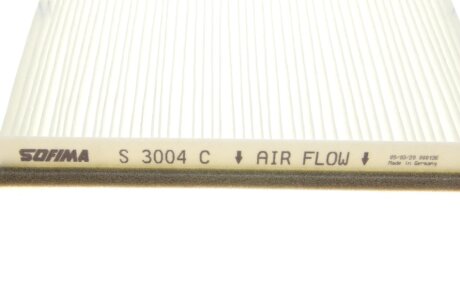 SOFIMA S 3004 C ↓ AIR FLOW ↓
Made in Germany